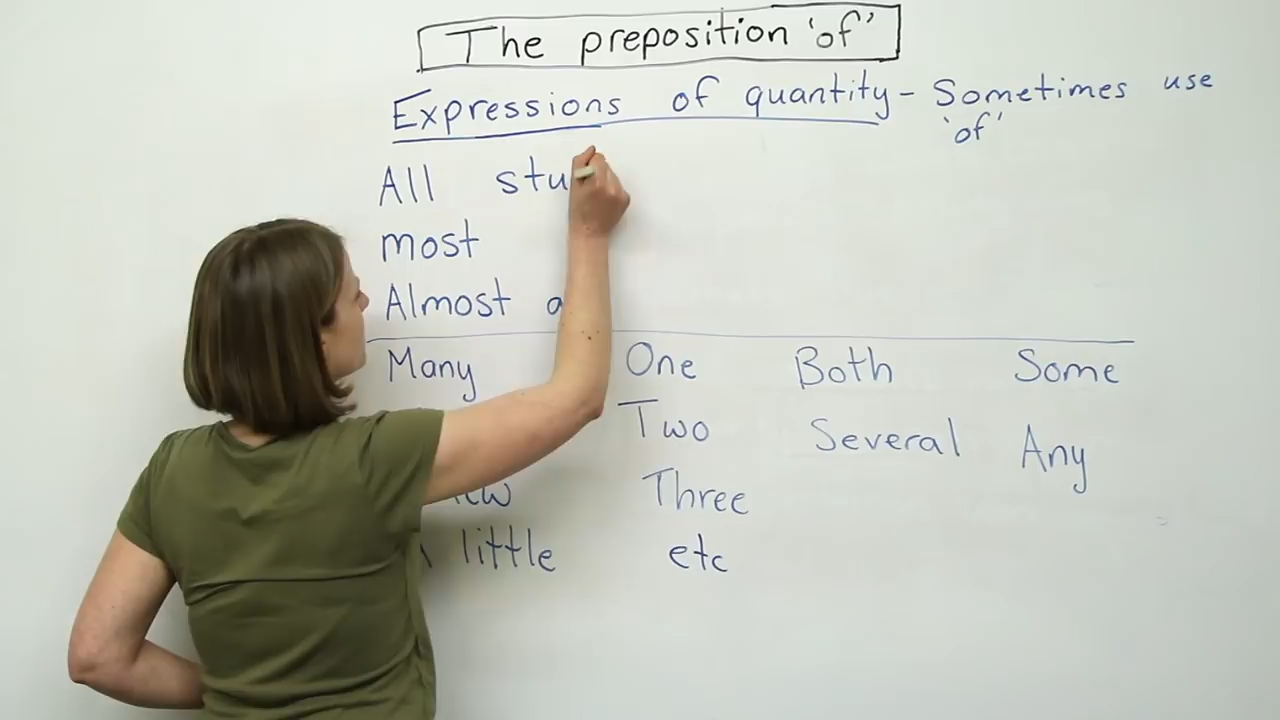 The preposition 'of'
Expressions of quantity - Sometimes use
'of'
All stu
most
Almost a
Many One Both Some
Two Several Any
Three
little etc